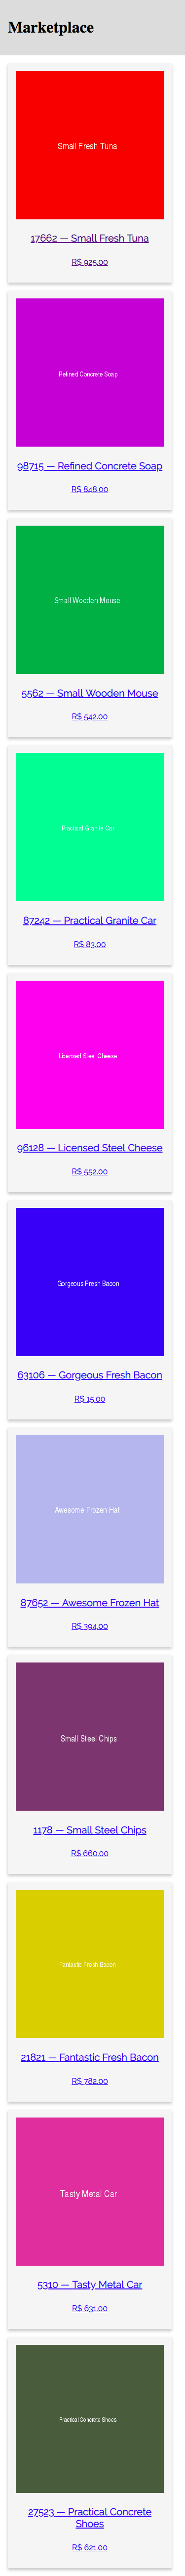 Marketplace
Small Fresh Tuna
17662 — Small Fresh Tuna
R$ 925,00
Refined Concrete Soap
98715 — Refined Concrete Soap
R$ 848,00
Small Wooden Mouse
5562 — Small Wooden Mouse
R$ 542,00
Practical Granite Car
87242 — Practical Granite Car
R$ 83,00
Licensed Steel Cheese
96128 — Licensed Steel Cheese
R$ 552,00
Gorgeous Fresh Bacon
63106 — Gorgeous Fresh Bacon
R$ 15,00
Awesome Frozen Hat
87652 — Awesome Frozen Hat
R$ 394,00
Small Steel Chips
1178 — Small Steel Chips
R$ 660,00
Fantastic Fresh Bacon
21821 — Fantastic Fresh Bacon
R$ 782,00
Tasty Metal Car
5310 — Tasty Metal Car
R$ 631,00
Practical Concrete Shoes
27523 — Practical Concrete
Shoes
R$ 621,00